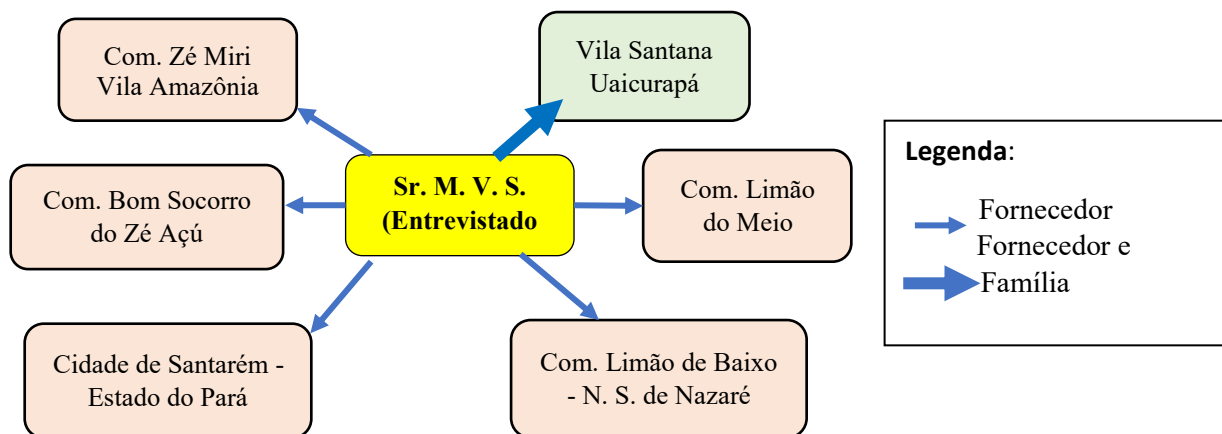 Com. Zé Miri
Vila Amazônia
Vila Santana
Uaicurapá
Com. Bom Socorro
do Zé Açú
Sr. M. V. S.
(Entrevistado
Com. Limão
do Meio
Cidade de Santarém -
Estado do Pará
Com. Limão de Baixo
- N. S. de Nazaré
Legenda:
Fornecedor
Fornecedor e
Família